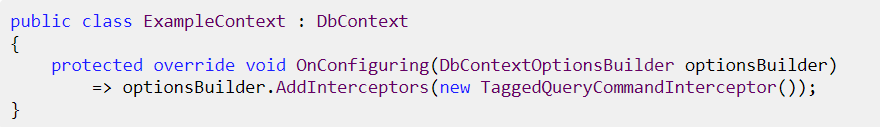 public class ExampleContext : DbContext
{
    protected override void OnConfiguring(DbContextOptionsBuilder optionsBuilder)
        => optionsBuilder.AddInterceptors(new TaggedQueryCommandInterceptor());
}